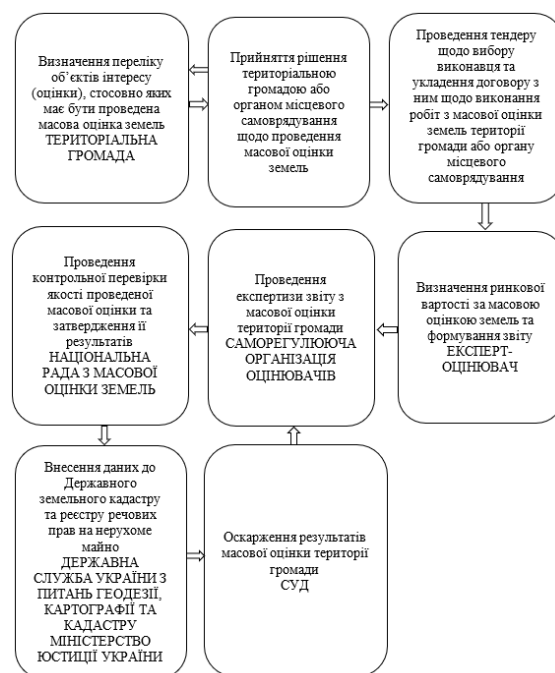 Визначення переліку
об’єктів інтересу
(оцінки), стосовно яких
має бути проведена
масова оцінка земель
ТЕРИТОРІАЛЬНА
ГРОМАДА
Прийняття рішення
територіальною
громадою або
органом місцевого
самоврядування
щодо проведення
масової оцінки
земель
Проведення тендеру
щодо вибору
виконавця та
укладення договору з
ним щодо виконання
робіт з масової оцінки
земель території
громади або органу
місцевого
самоврядування
Визначення ринкової
вартості за масовою
оцінкою земель та
формування звіту
ЕКСПЕРТ-
ОЦІНЮВАЧ
Проведення
експертизи звіту з
масової оцінки
території громади
САМОРЕГУЛЮЮЧА
ОРГАНІЗАЦІЯ
ОЦІНЮВАЧІВ
Проведення
контрольної перевірки
якості проведеної
масової оцінки та
затвердження її
результатів
НАЦІОНАЛЬНА
РАДА З МАСОВОЇ
ОЦІНКИ ЗЕМЕЛЬ
Внесення даних до
Державного
земельного кадастру
та реєстру речових
прав на нерухоме
майно
ДЕРЖАВНА
СЛУЖБА УКРАЇНИ З
ПИТАНЬ ГЕОДЕЗІЇ,
КАРТОГРАФІЇ ТА
КАДАСТРУ
МІНІСТЕРСТВО
ЮСТИЦІЇ УКРАЇНИ
Оскарження результатів
масової оцінки території
громади
СУД